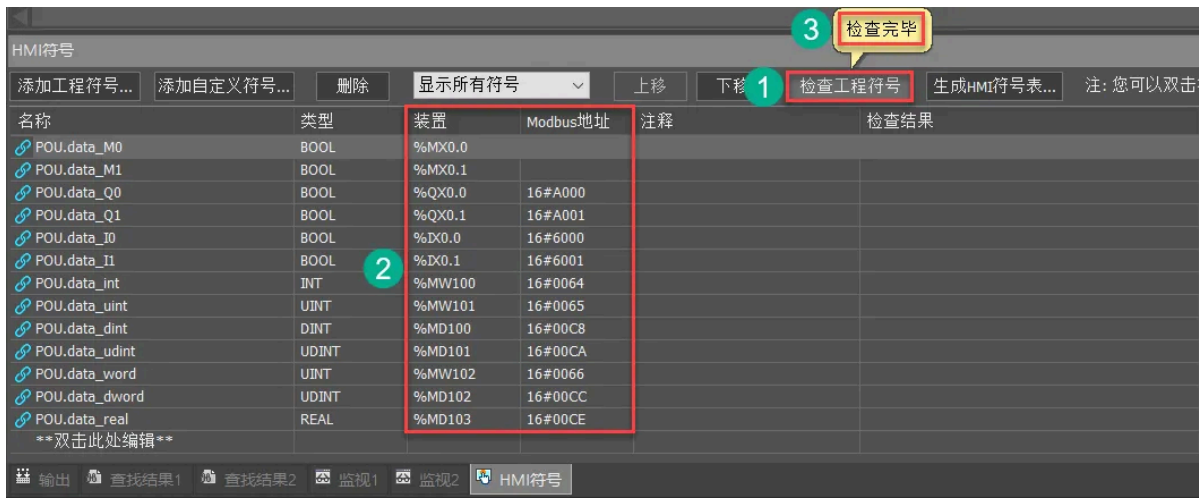 3 检查完毕
HMI符号
添加工程符号... 添加自定义符号... 删除 显示所有符号 上移 下移 1 检查工程符号 生成HMI符号表... 注: 您可以双击
名称 类型 装置 Modbus地址 注释 检查结果
POU.data_M0 BOOL %MX0.0
POU.data_M1 BOOL %MX0.1
POU.data_Q0 BOOL %QX0.0 16#A000
POU.data_Q1 BOOL %QX0.1 16#A001
POU.data_I0 BOOL %IX0.0 16#6000
POU.data_I1 BOOL 2 %IX0.1 16#6001
POU.data_int INT %MW100 16#0064
POU.data_uint UINT %MW101 16#0065
POU.data_dint DINT %MD100 16#00C8
POU.data_udint UDINT %MD101 16#00CA
POU.data_word UINT %MW102 16#0066
POU.data_dword UDINT %MD102 16#00CC
POU.data_real REAL %MD103 16#00CE
**双击此处编辑**
输出 查找结果1 查找结果2 监视1 监视2 HMI符号